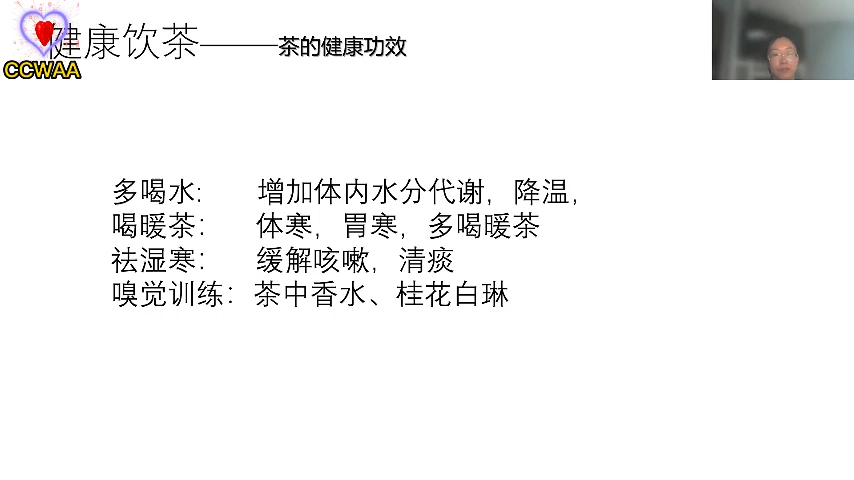 健康饮茶——茶的健康功效
CCWAA
多喝水: 增加体内水分代谢，降温，
喝暖茶： 体寒，胃寒，多喝暖茶
祛湿寒： 缓解咳嗽，清痰
嗅觉训练：茶中香水、桂花白琳